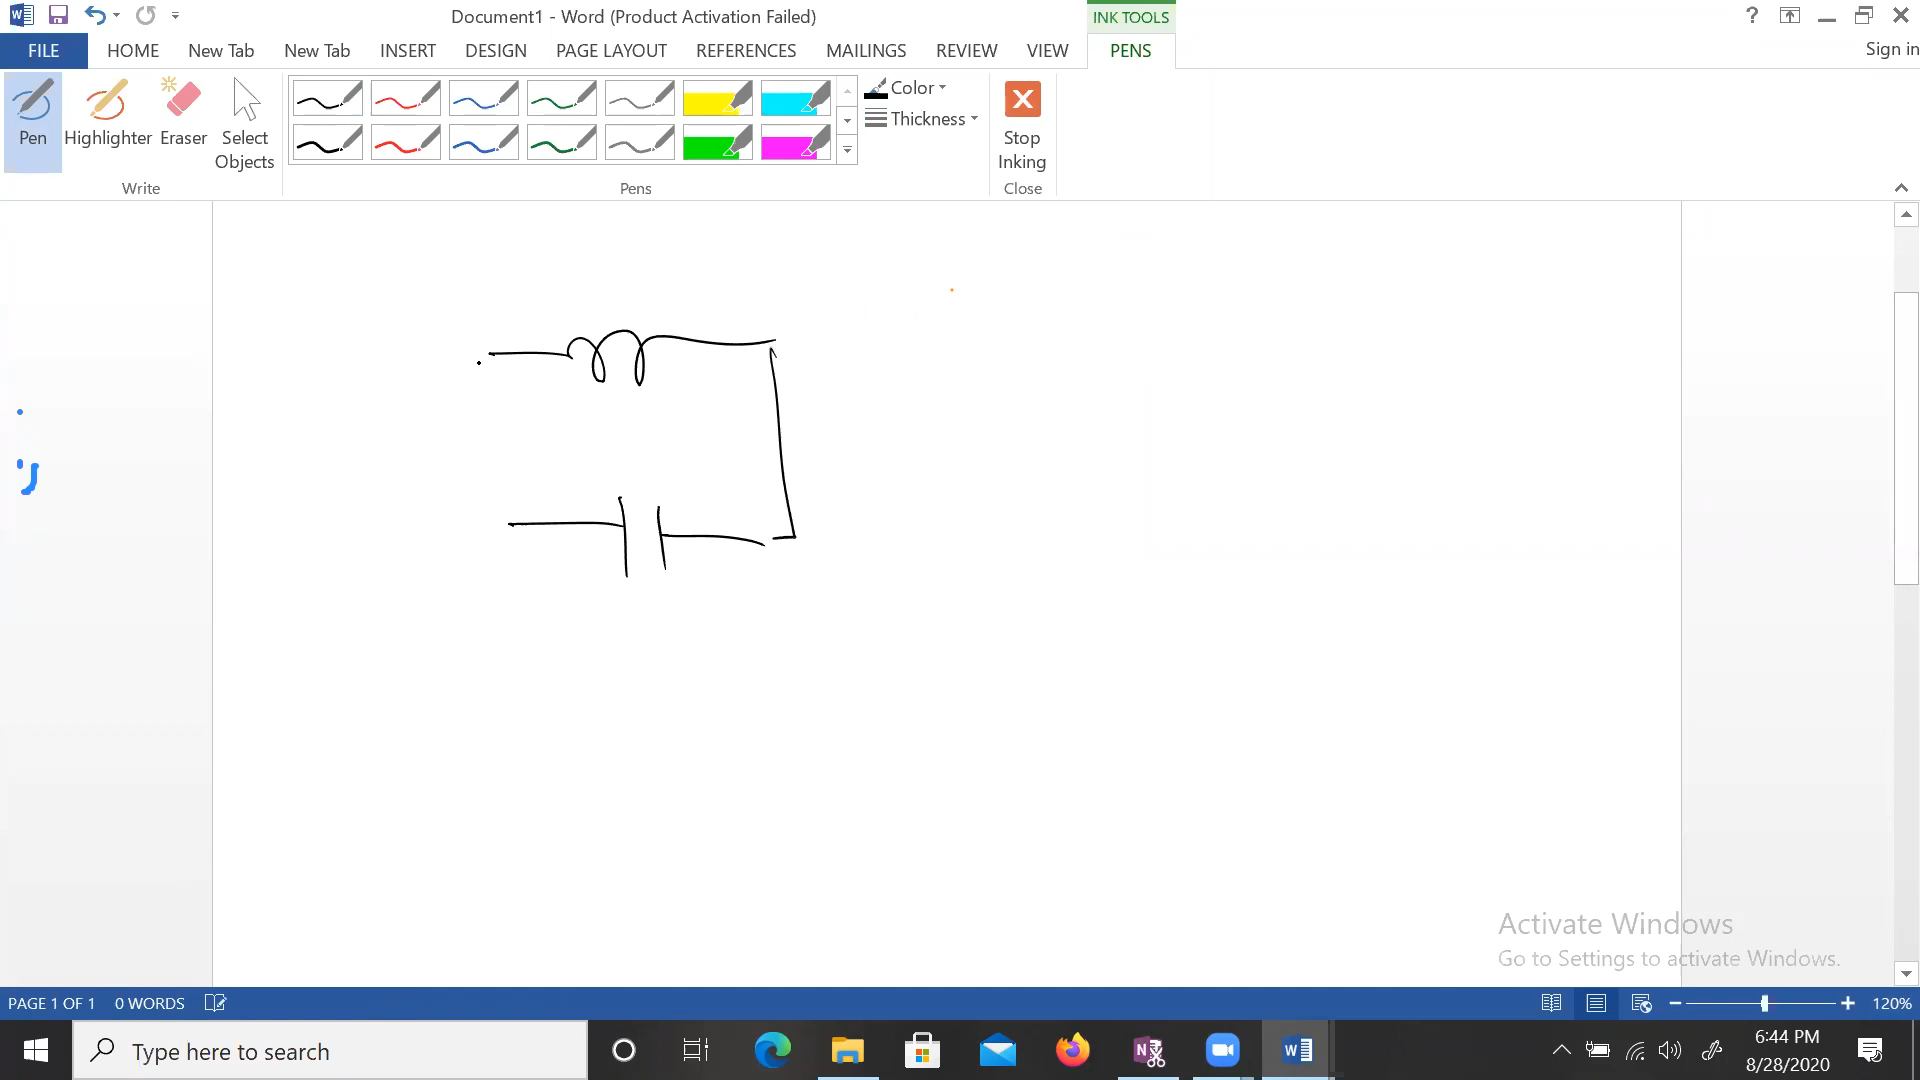 Document1 - Word (Product Activation Failed)
INK TOOLS
?
FILE HOME New Tab New Tab INSERT DESIGN PAGE LAYOUT REFERENCES MAILINGS REVIEW VIEW PENS
Sign in
Pen Highlighter Eraser Select Objects
Color
Thickness
Stop Inking
Write Pens Close
Activate Windows
Go to Settings to activate Windows.
PAGE 1 OF 1 0 WORDS
120%
Type here to search
6:44 PM
8/28/2020